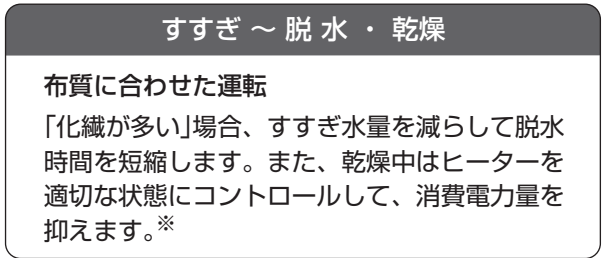 すすぎ ～ 脱 水 ・ 乾燥
布質に合わせた運転
「化繊が多い」場合、すすぎ水量を減らして脱水
時間を短縮します。また、乾燥中はヒーターを
適切な状態にコントロールして、消費電力量を
抑えます。※